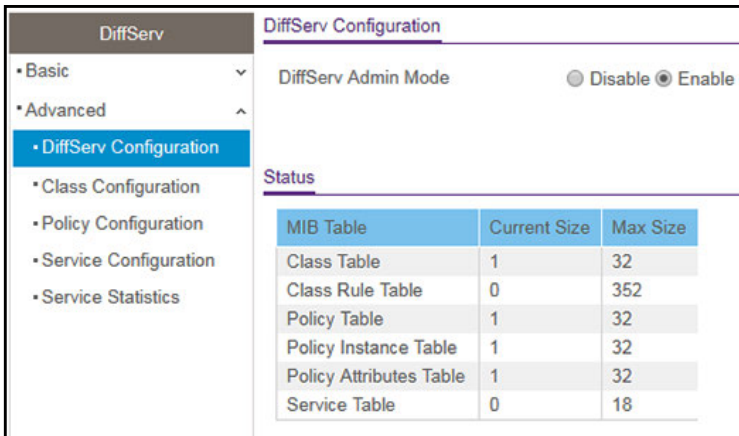 DiffServ
• Basic
• Advanced
• DiffServ Configuration
• Class Configuration
• Policy Configuration
• Service Configuration
• Service Statistics
DiffServ Configuration
DiffServ Admin Mode Disable Enable
Status
MIB Table Current Size Max Size
Class Table 1 32
Class Rule Table 0 352
Policy Table 1 32
Policy Instance Table 1 32
Policy Attributes Table 1 32
Service Table 0 18